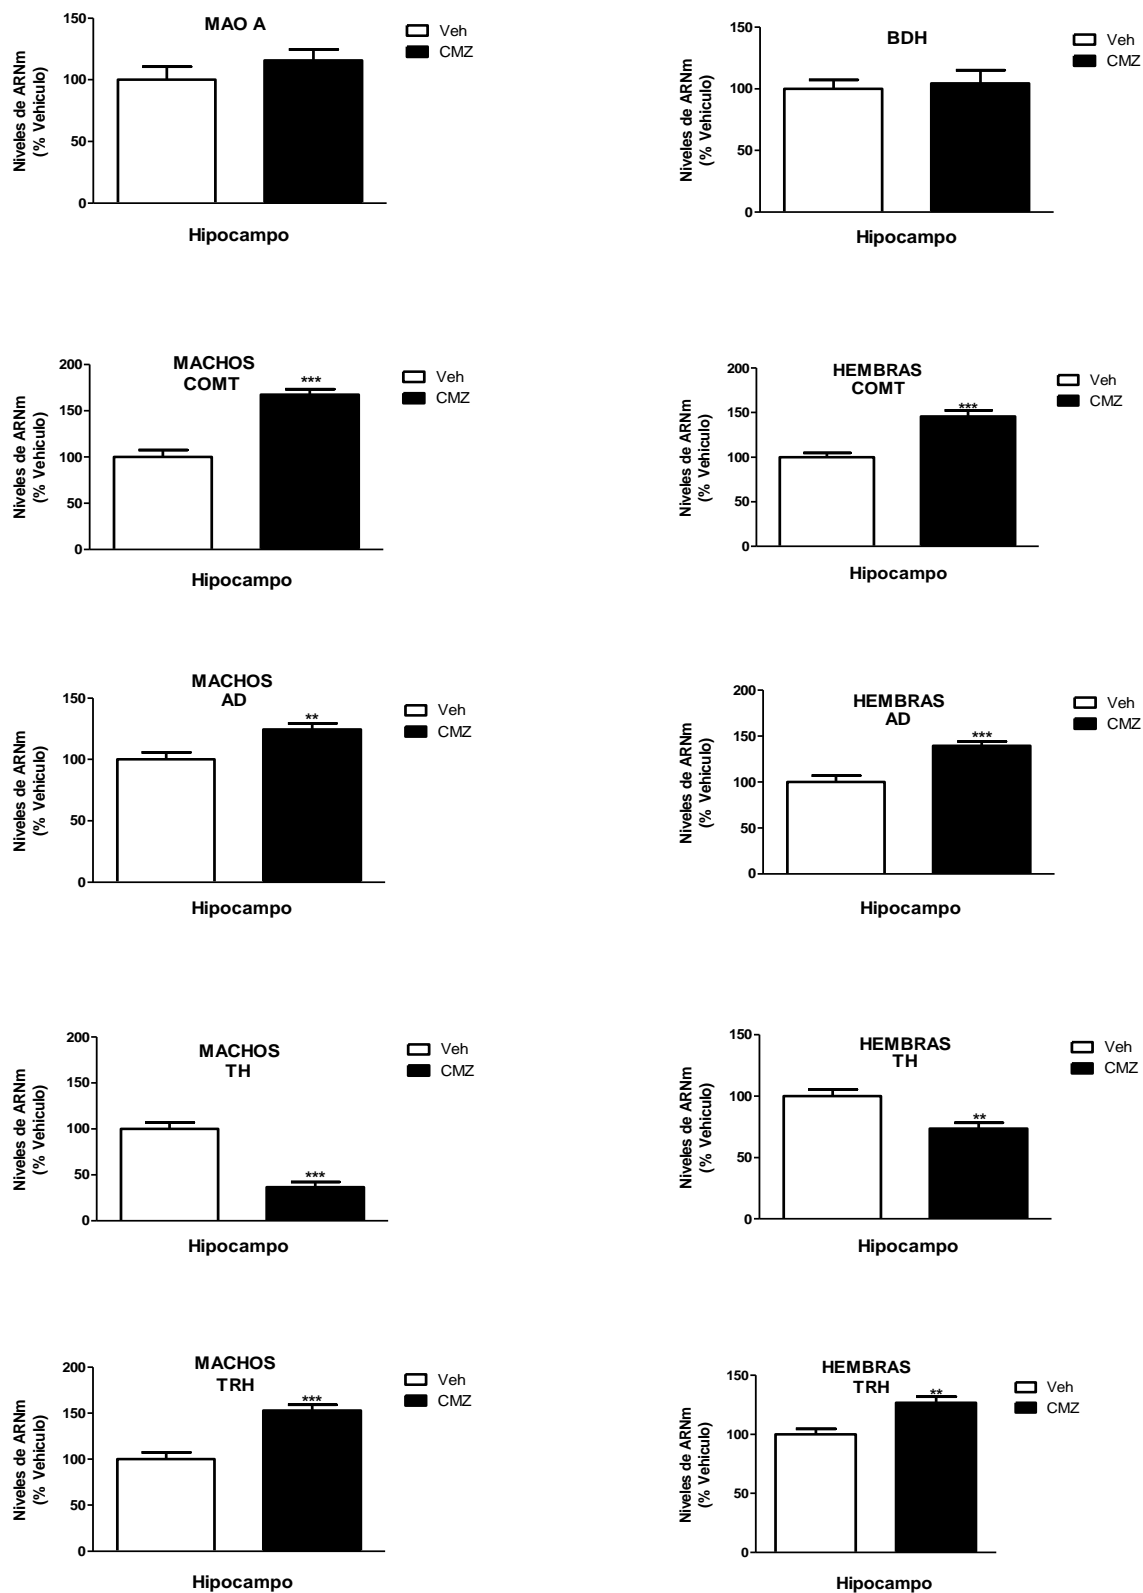 MAO A
Niveles de ARNm
(% Vehiculo)
150
100
50
0
Hipocampo
Veh
CMZ
BDH
Niveles de ARNm
(% Vehiculo)
150
100
50
0
Hipocampo
Veh
CMZ
MACHOS
COMT
Niveles de ARNm
(% Vehiculo)
200
150
100
50
0
***
Hipocampo
Veh
CMZ
HEMBRAS
COMT
Niveles de ARNm
(% Vehiculo)
200
150
100
50
0
***
Hipocampo
Veh
CMZ
MACHOS
AD
Niveles de ARNm
(% Vehiculo)
150
100
50
0
**
Hipocampo
Veh
CMZ
HEMBRAS
AD
Niveles de ARNm
(% Vehiculo)
200
150
100
50
0
***
Hipocampo
Veh
CMZ
MACHOS
TH
Niveles de ARNm
(% Vehiculo)
200
150
100
50
0
***
Hipocampo
Veh
CMZ
HEMBRAS
TH
Niveles de ARNm
(% Vehiculo)
150
100
50
0
**
Hipocampo
Veh
CMZ
MACHOS
TRH
Niveles de ARNm
(% Vehiculo)
200
150
100
50
0
***
Hipocampo
Veh
CMZ
HEMBRAS
TRH
Niveles de ARNm
(% Vehiculo)
150
100
50
0
**
Hipocampo
Veh
CMZ